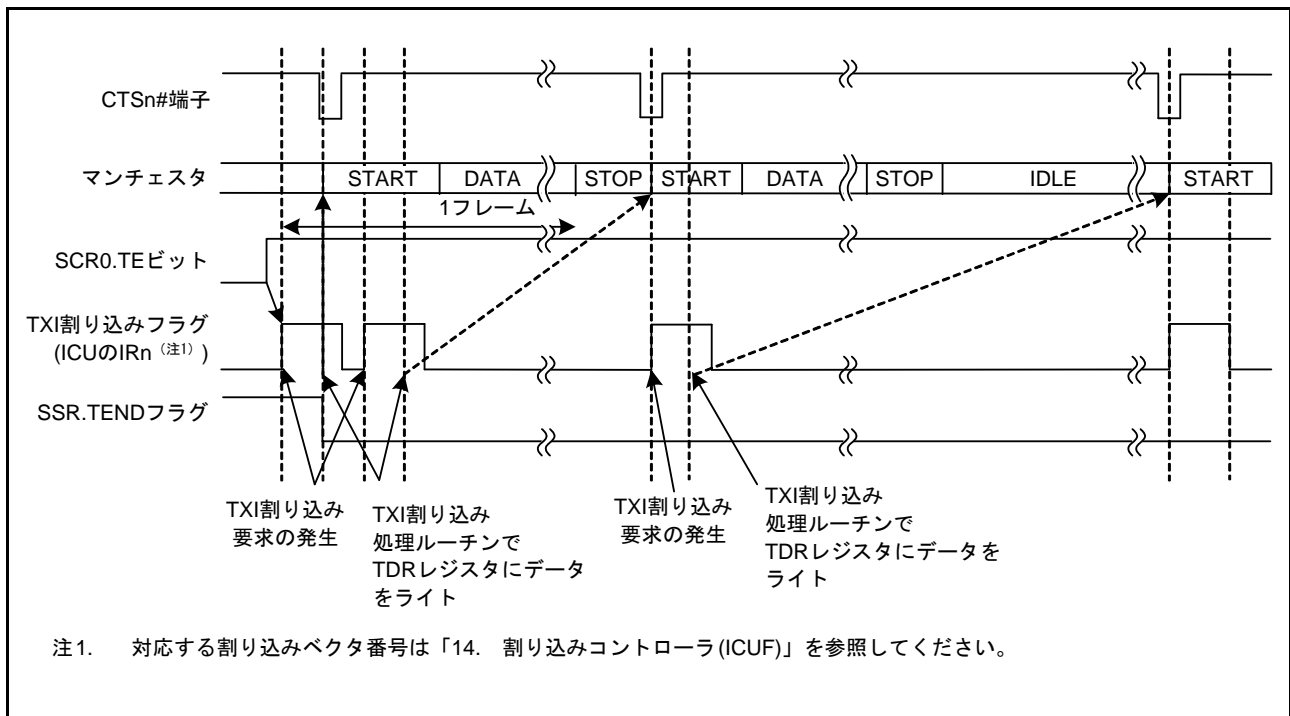 CTSn#端子
マンチェスタ
START
DATA
STOP
START
DATA
STOP
IDLE
START
1フレーム
SCR0.TEビット
TXI割り込みフラグ
(ICUのIRn（注1）)
SSR.TENDフラグ
TXI割り込み
要求の発生
TXI割り込み
処理ルーチンで
TDRレジスタにデータ
をライト
TXI割り込み
要求の発生
TXI割り込み
処理ルーチンで
TDRレジスタにデータを
ライト
注1. 対応する割り込みベクタ番号は「14. 割り込みコントローラ(ICUF)」を参照してください。